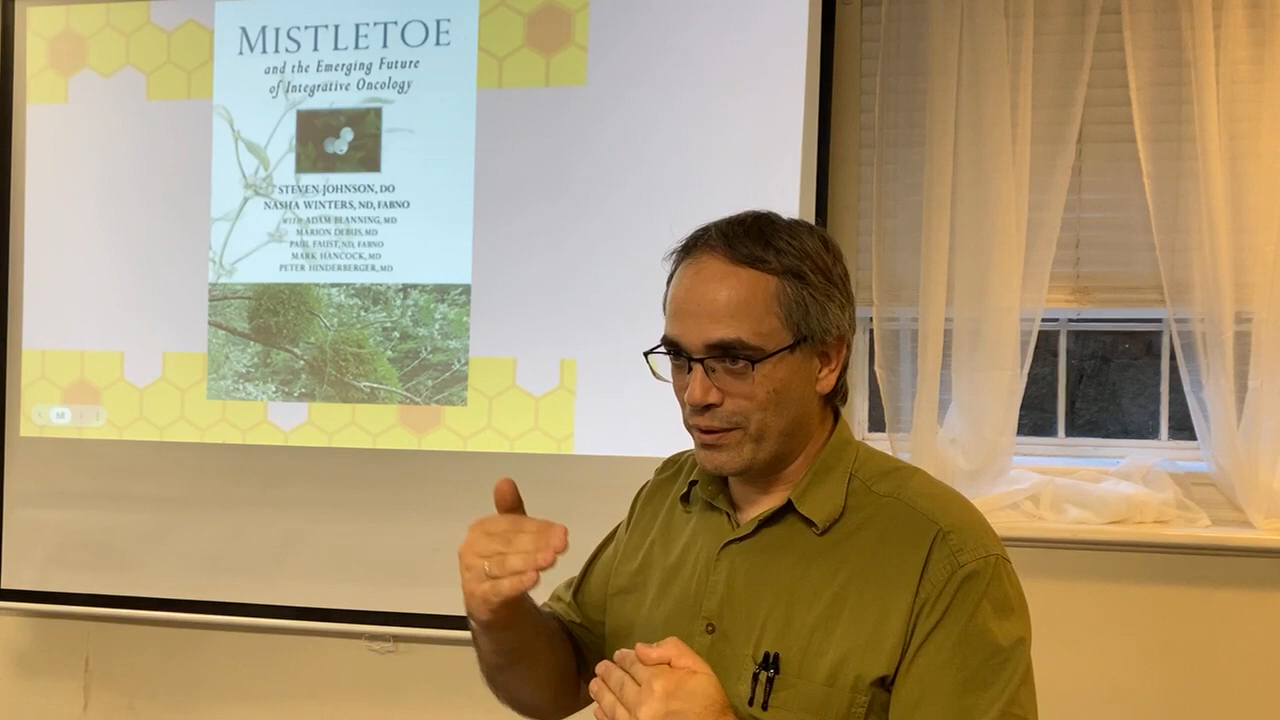 MISTLETOE
and the Emerging Future
of Integrative Oncology
STEVEN JOHNSON, DO
NASHA WINTERS, ND, FABNO
WITH ADAM BLANNING, MD
MARION DEBUS, MD
PAUL FAUST, ND, FABNO
MARK HANCOCK, MD
PETER HINDERBERGER, MD